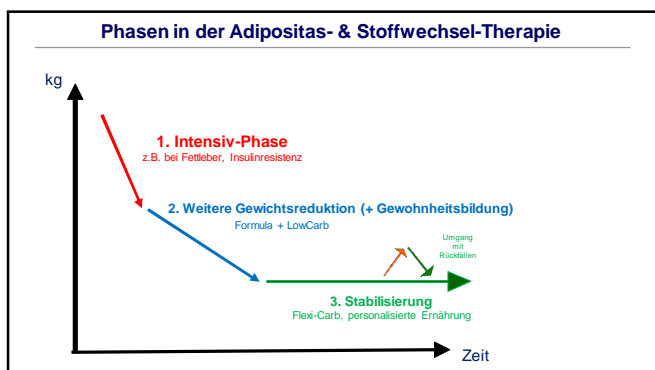 Phasen in der Adipositas- & Stoffwechsel-Therapie
kg
1. Intensiv-Phase
z.B. bei Fettleber, Insulinresistenz
2. Weitere Gewichtsreduktion (+ Gewohnheitsbildung)
Formula + LowCarb
Umgang
mit
Rückfällen
3. Stabilisierung
Flexi-Carb, personalisierte Ernährung
Zeit